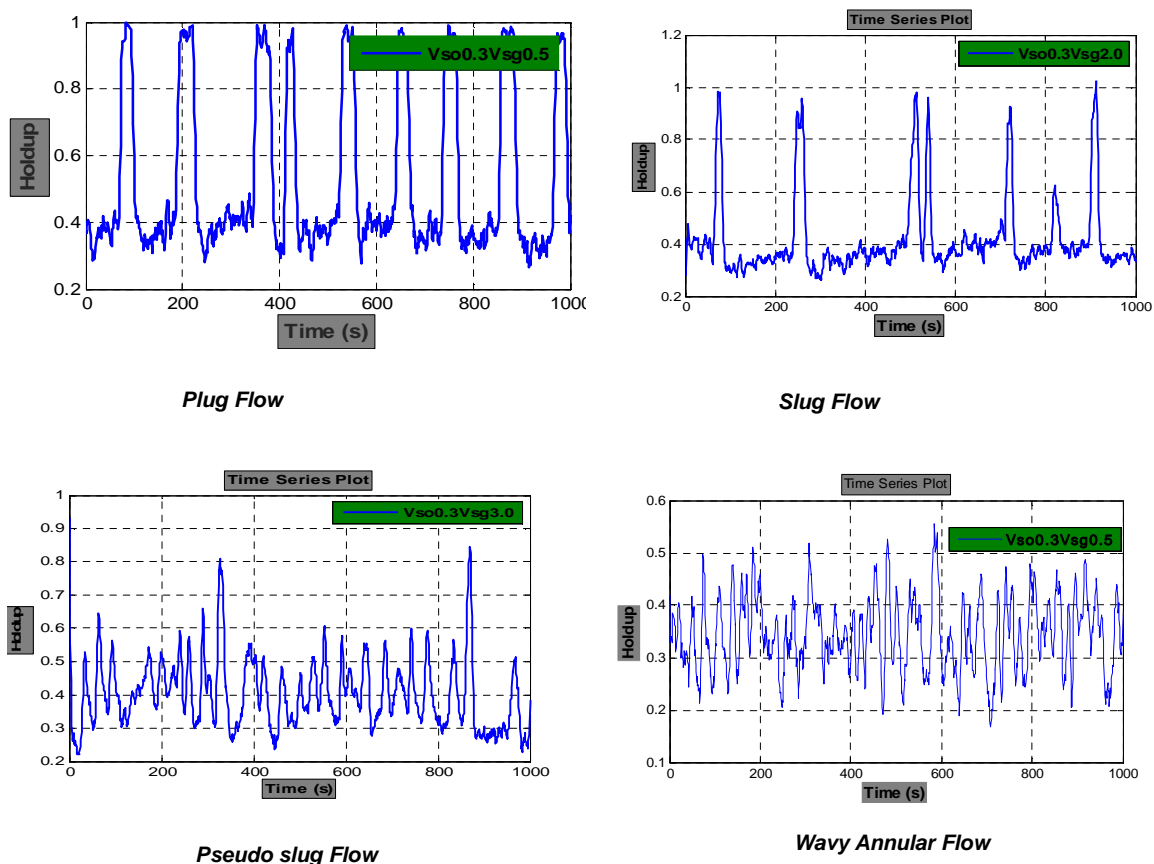 1
0.8
0.6
0.4
0.2
0 200 400 600 800 1000
Holdup
Time (s)
Vso0.3Vsg0.5
Plug Flow
Time Series Plot
1.2
1
0.8
0.6
0.4
0.2
0 200 400 600 800 1000
Holdup
Time (s)
Vso0.3Vsg2.0
Slug Flow
Time Series Plot
1
0.9
0.8
0.7
0.6
0.5
0.4
0.3
0.2
0 200 400 600 800 1000
Holdup
Time (s)
Vso0.3Vsg3.0
Pseudo slug Flow
Time Series Plot
0.6
0.5
0.4
0.3
0.2
0.1
0 200 400 600 800 1000
Holdup
Time (s)
Vso0.3Vsg0.5
Wavy Annular Flow